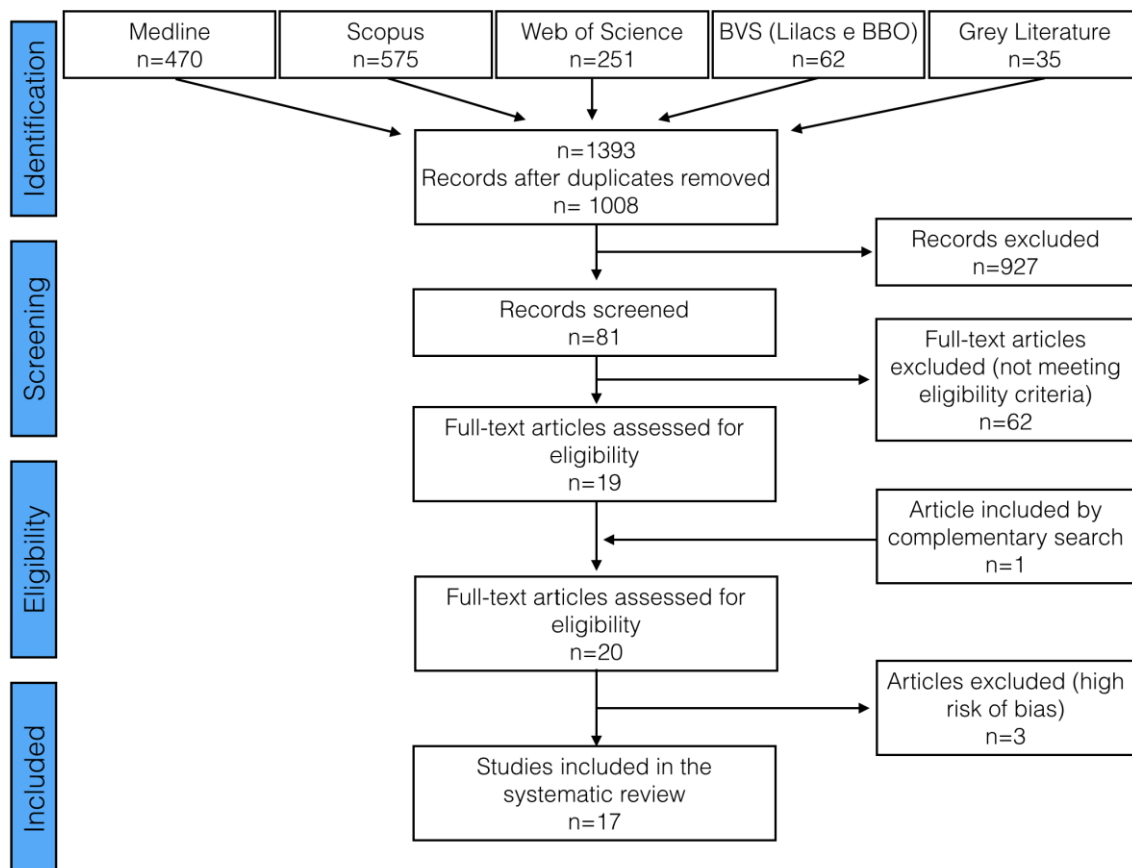 Identification
Medline
n=470
Scopus
n=575
Web of Science
n=251
BVS (Lilacs e BBO)
n=62
Grey Literature
n=35
n=1393
Records after duplicates removed
n= 1008
Screening
Records excluded
n=927
Records screened
n=81
Full-text articles
excluded (not meeting
eligibility criteria)
n=62
Full-text articles assessed for
eligibility
n=19
Eligibility
Article included by
complementary search
n=1
Full-text articles assessed for
eligibility
n=20
Included
Articles excluded (high
risk of bias)
n=3
Studies included in the
systematic review
n=17